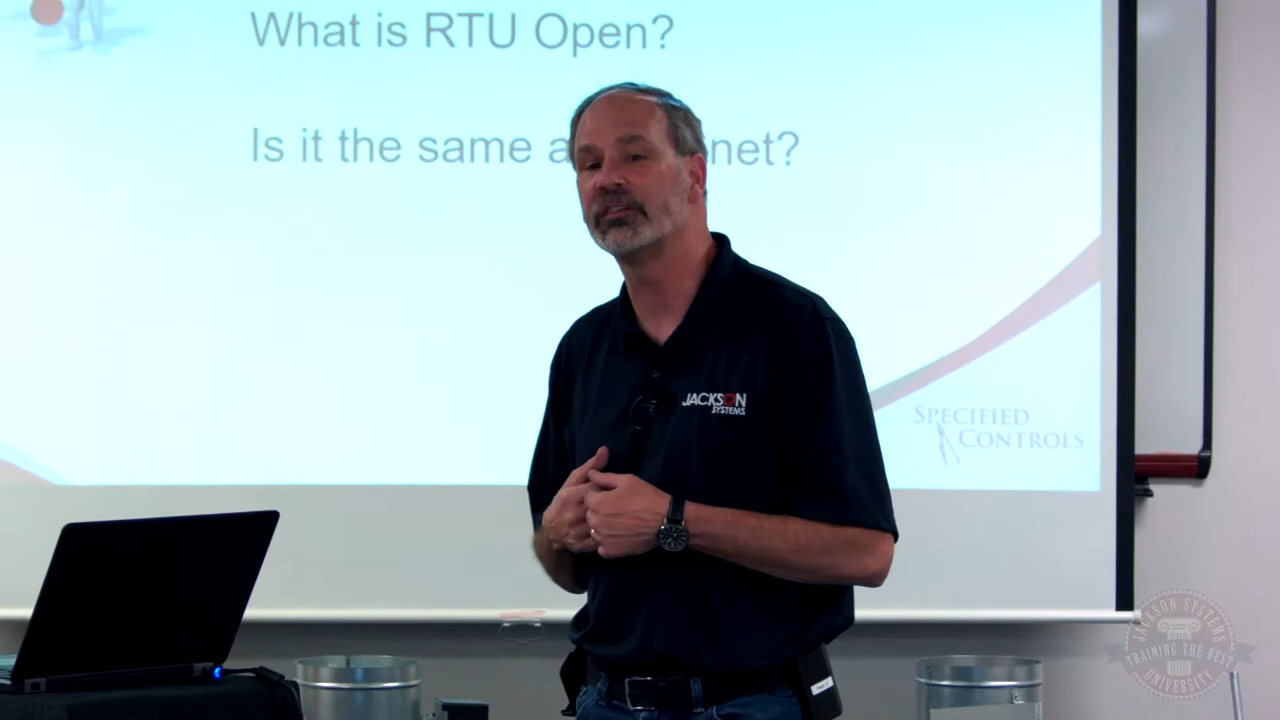 What is RTU Open?
Is it the same a net?
JACKSON
SYSTEMS
SPECIFIED
CONTROLS
JACKSON SYSTEMS
TRAINING THE BEST
UNIVERSITY